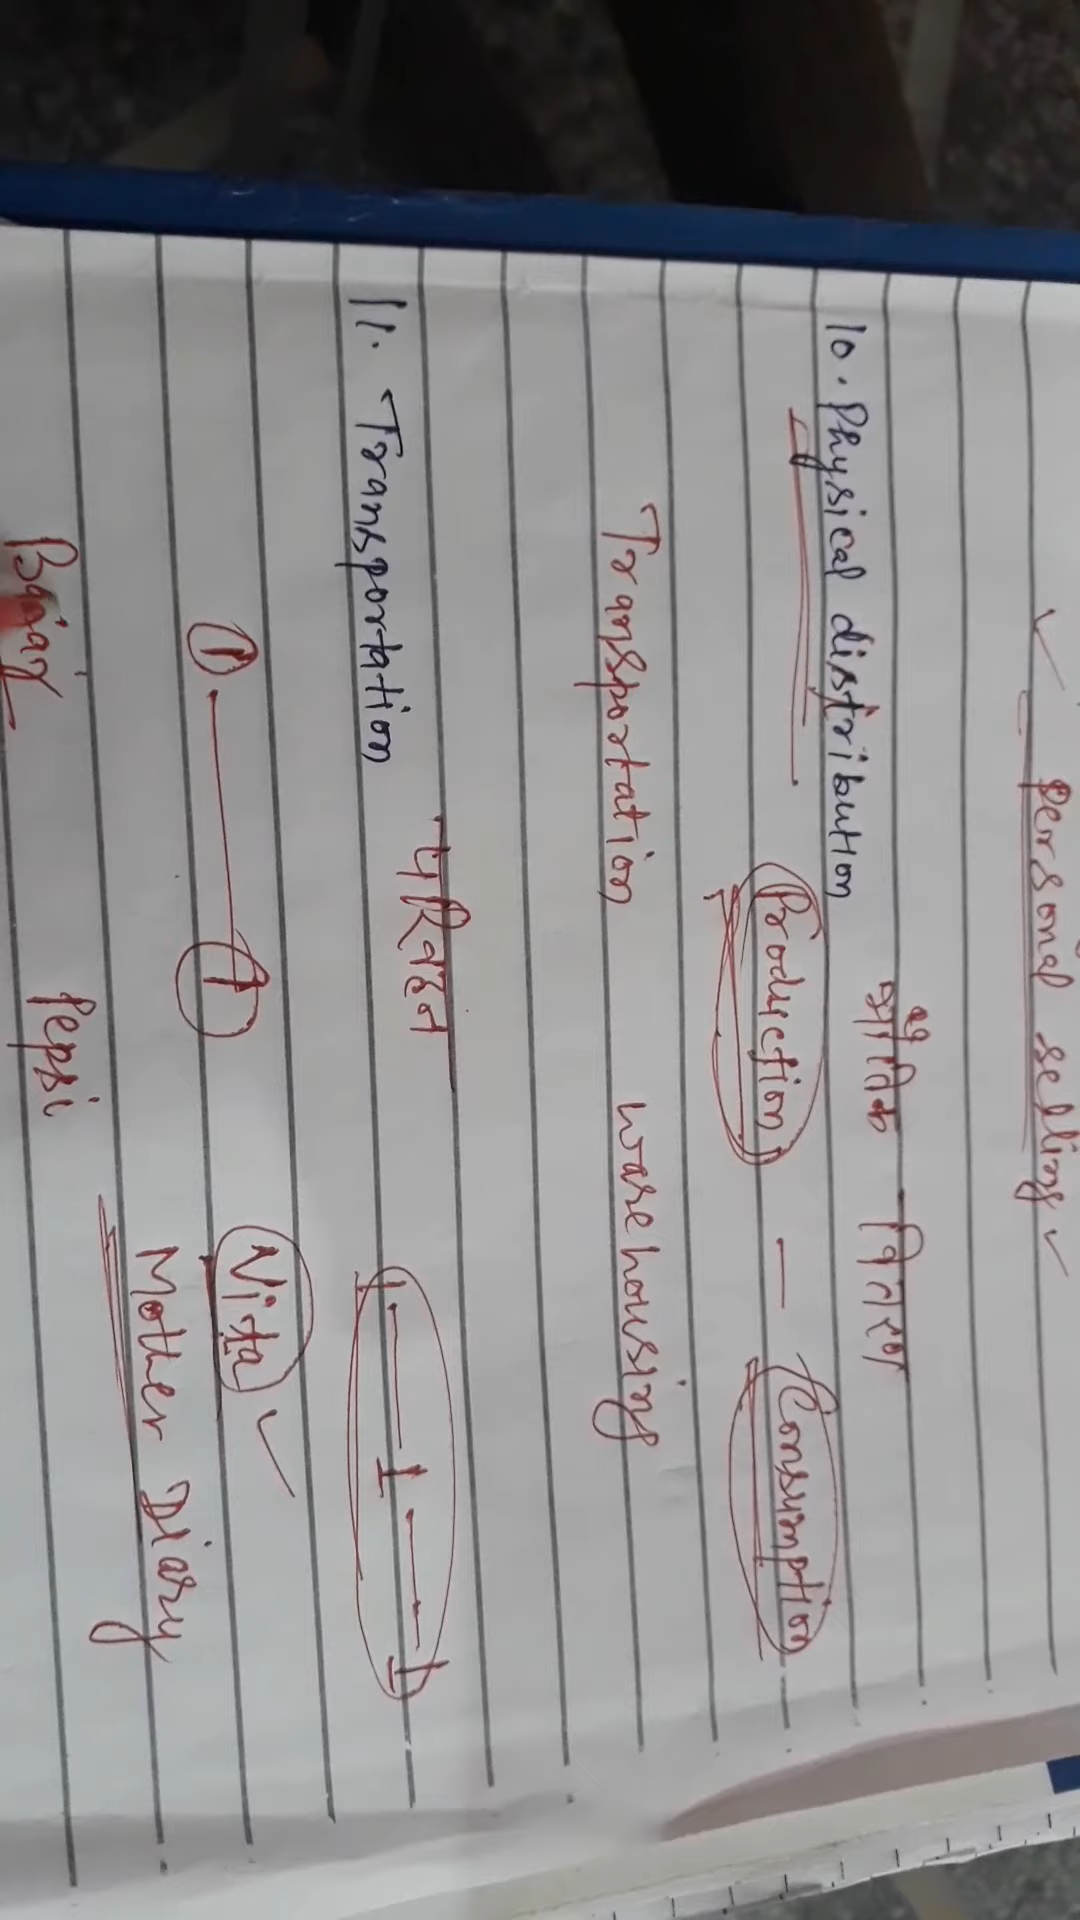 Personal selling
10. Physical distribution
भौतिक वितरण
Production - Consumption
Transportation warehousing
11. Transportation
परिवहन
Vita
Mother Diary
Pepsi